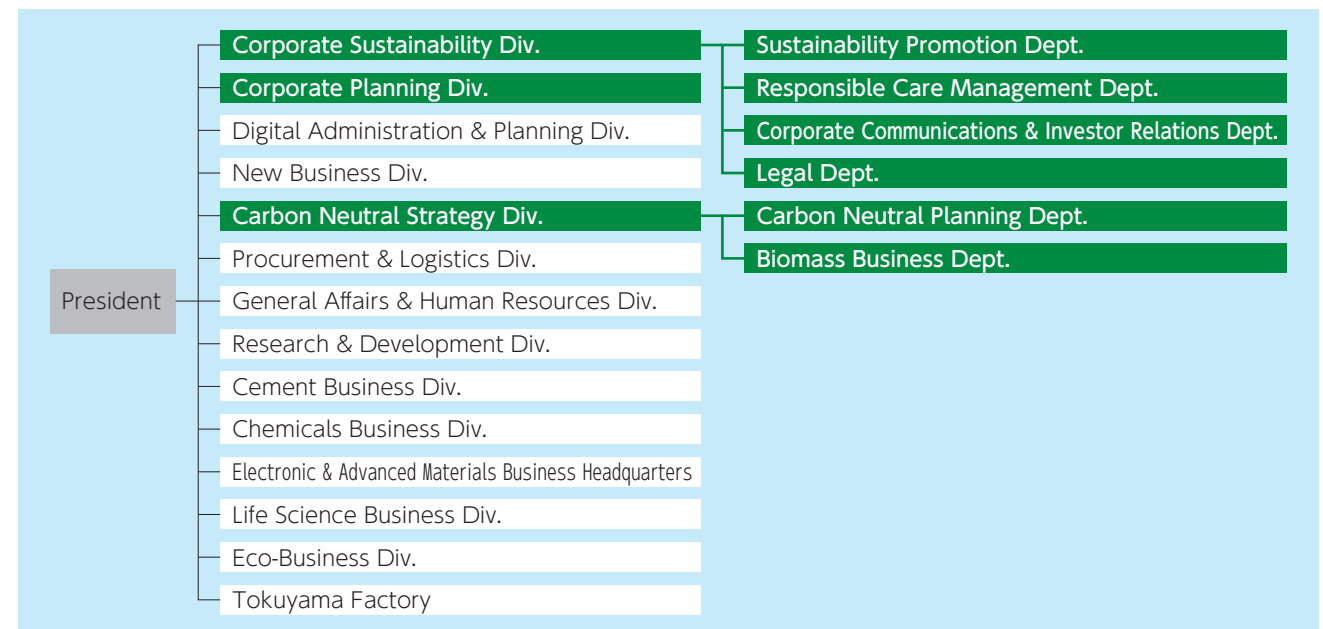 Corporate Sustainability Div.
Sustainability Promotion Dept.
Corporate Planning Div.
Responsible Care Management Dept.
Digital Administration & Planning Div.
Corporate Communications & Investor Relations Dept.
New Business Div.
Legal Dept.
Carbon Neutral Strategy Div.
Carbon Neutral Planning Dept.
Procurement & Logistics Div.
Biomass Business Dept.
President
General Affairs & Human Resources Div.
Research & Development Div.
Cement Business Div.
Chemicals Business Div.
Electronic & Advanced Materials Business Headquarters
Life Science Business Div.
Eco-Business Div.
Tokuyama Factory